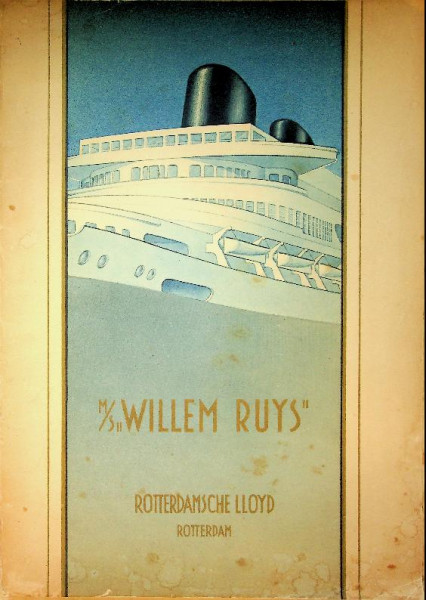 M/S „WILLEM RUYS"
ROTTERDAMSCHE LLOYD
ROTTERDAM